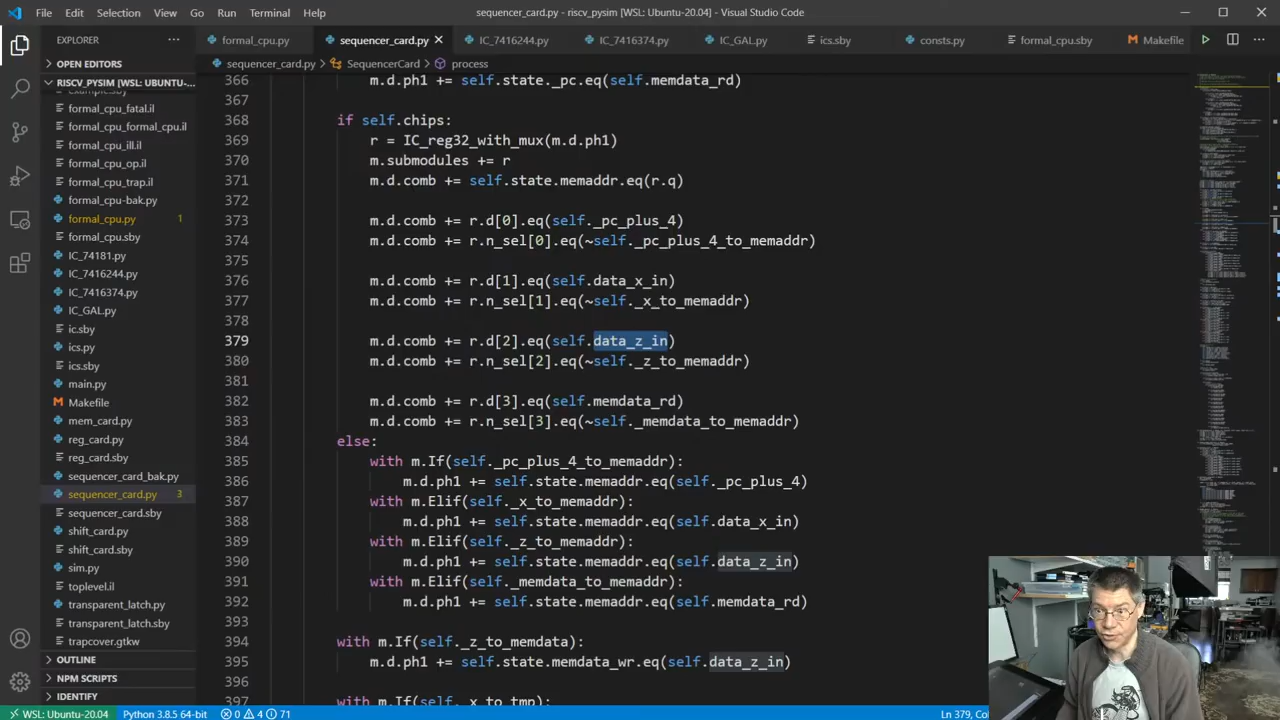 File Edit Selection View Go Run Terminal Help
sequencer_card.py - riscv_pysim [WSL: Ubuntu-20.04] - Visual Studio Code
EXPLORER
formal_cpu.py
sequencer_card.py
IC_7416244.py
IC_7416374.py
IC_GAL.py
ics.sby
consts.py
formal_cpu.sby
Makefile
sequencer_card.py > SequencerCard > process
OPEN EDITORS
RISCV_PYSIM [WSL: UBUNTU-20....
formal_cpu_fatal.il
formal_cpu_formal_cpu.il
formal_cpu_ill.il
formal_cpu_op.il
formal_cpu_trap.il
formal_cpu-bak.py
formal_cpu.py 1
formal_cpu.sby
IC_74181.py
IC_7416244.py
IC_7416374.py
IC_GAL.py
ic.sby
ics.py
ics.sby
main.py
Makefile
mem_card.py
reg_card.py
reg_card.sby
sequencer_card_bak.py
sequencer_card.py 3
sequencer_card.sby
shift_card.py
shift_card.sby
sim.py
toplevel.il
transparent_latch.py
transparent_latch.sby
trapcover.gtkw
OUTLINE
NPM SCRIPTS
IDENTIFY
366 m.d.ph1 += self.state._pc.eq(self.memdata_rd)
367
368 if self.chips:
369 r = IC_reg32_with_mux(m.d.ph1)
370 m.submodules += r
371 m.d.comb += self.state.memaddr.eq(r.q)
372
373 m.d.comb += r.d[0].eq(self._pc_plus_4)
374 m.d.comb += r.n_sel[0].eq(~self._pc_plus_4_to_memaddr)
375
376 m.d.comb += r.d[1].eq(self.data_x_in)
377 m.d.comb += r.n_sel[1].eq(~self._x_to_memaddr)
378
379 m.d.comb += r.d[2].eq(self.data_z_in)
380 m.d.comb += r.n_sel[2].eq(~self._z_to_memaddr)
381
382 m.d.comb += r.d[3].eq(self.memdata_rd)
383 m.d.comb += r.n_sel[3].eq(~self._memdata_to_memaddr)
384 else:
385 with m.If(self._pc_plus_4_to_memaddr):
386 m.d.ph1 += self.state.memaddr.eq(self._pc_plus_4)
387 with m.Elif(self._x_to_memaddr):
388 m.d.ph1 += self.state.memaddr.eq(self.data_x_in)
389 with m.Elif(self._z_to_memaddr):
390 m.d.ph1 += self.state.memaddr.eq(self.data_z_in)
391 with m.Elif(self._memdata_to_memaddr):
392 m.d.ph1 += self.state.memaddr.eq(self.memdata_rd)
393
394 with m.If(self._z_to_memdata):
395 m.d.ph1 += self.state.memdata_wr.eq(self.data_z_in)
396
397 with m.If(self._x_to_tmp):
WSL: Ubuntu-20.04 Python 3.8.5 64-bit 0 4 71 Ln 379, col